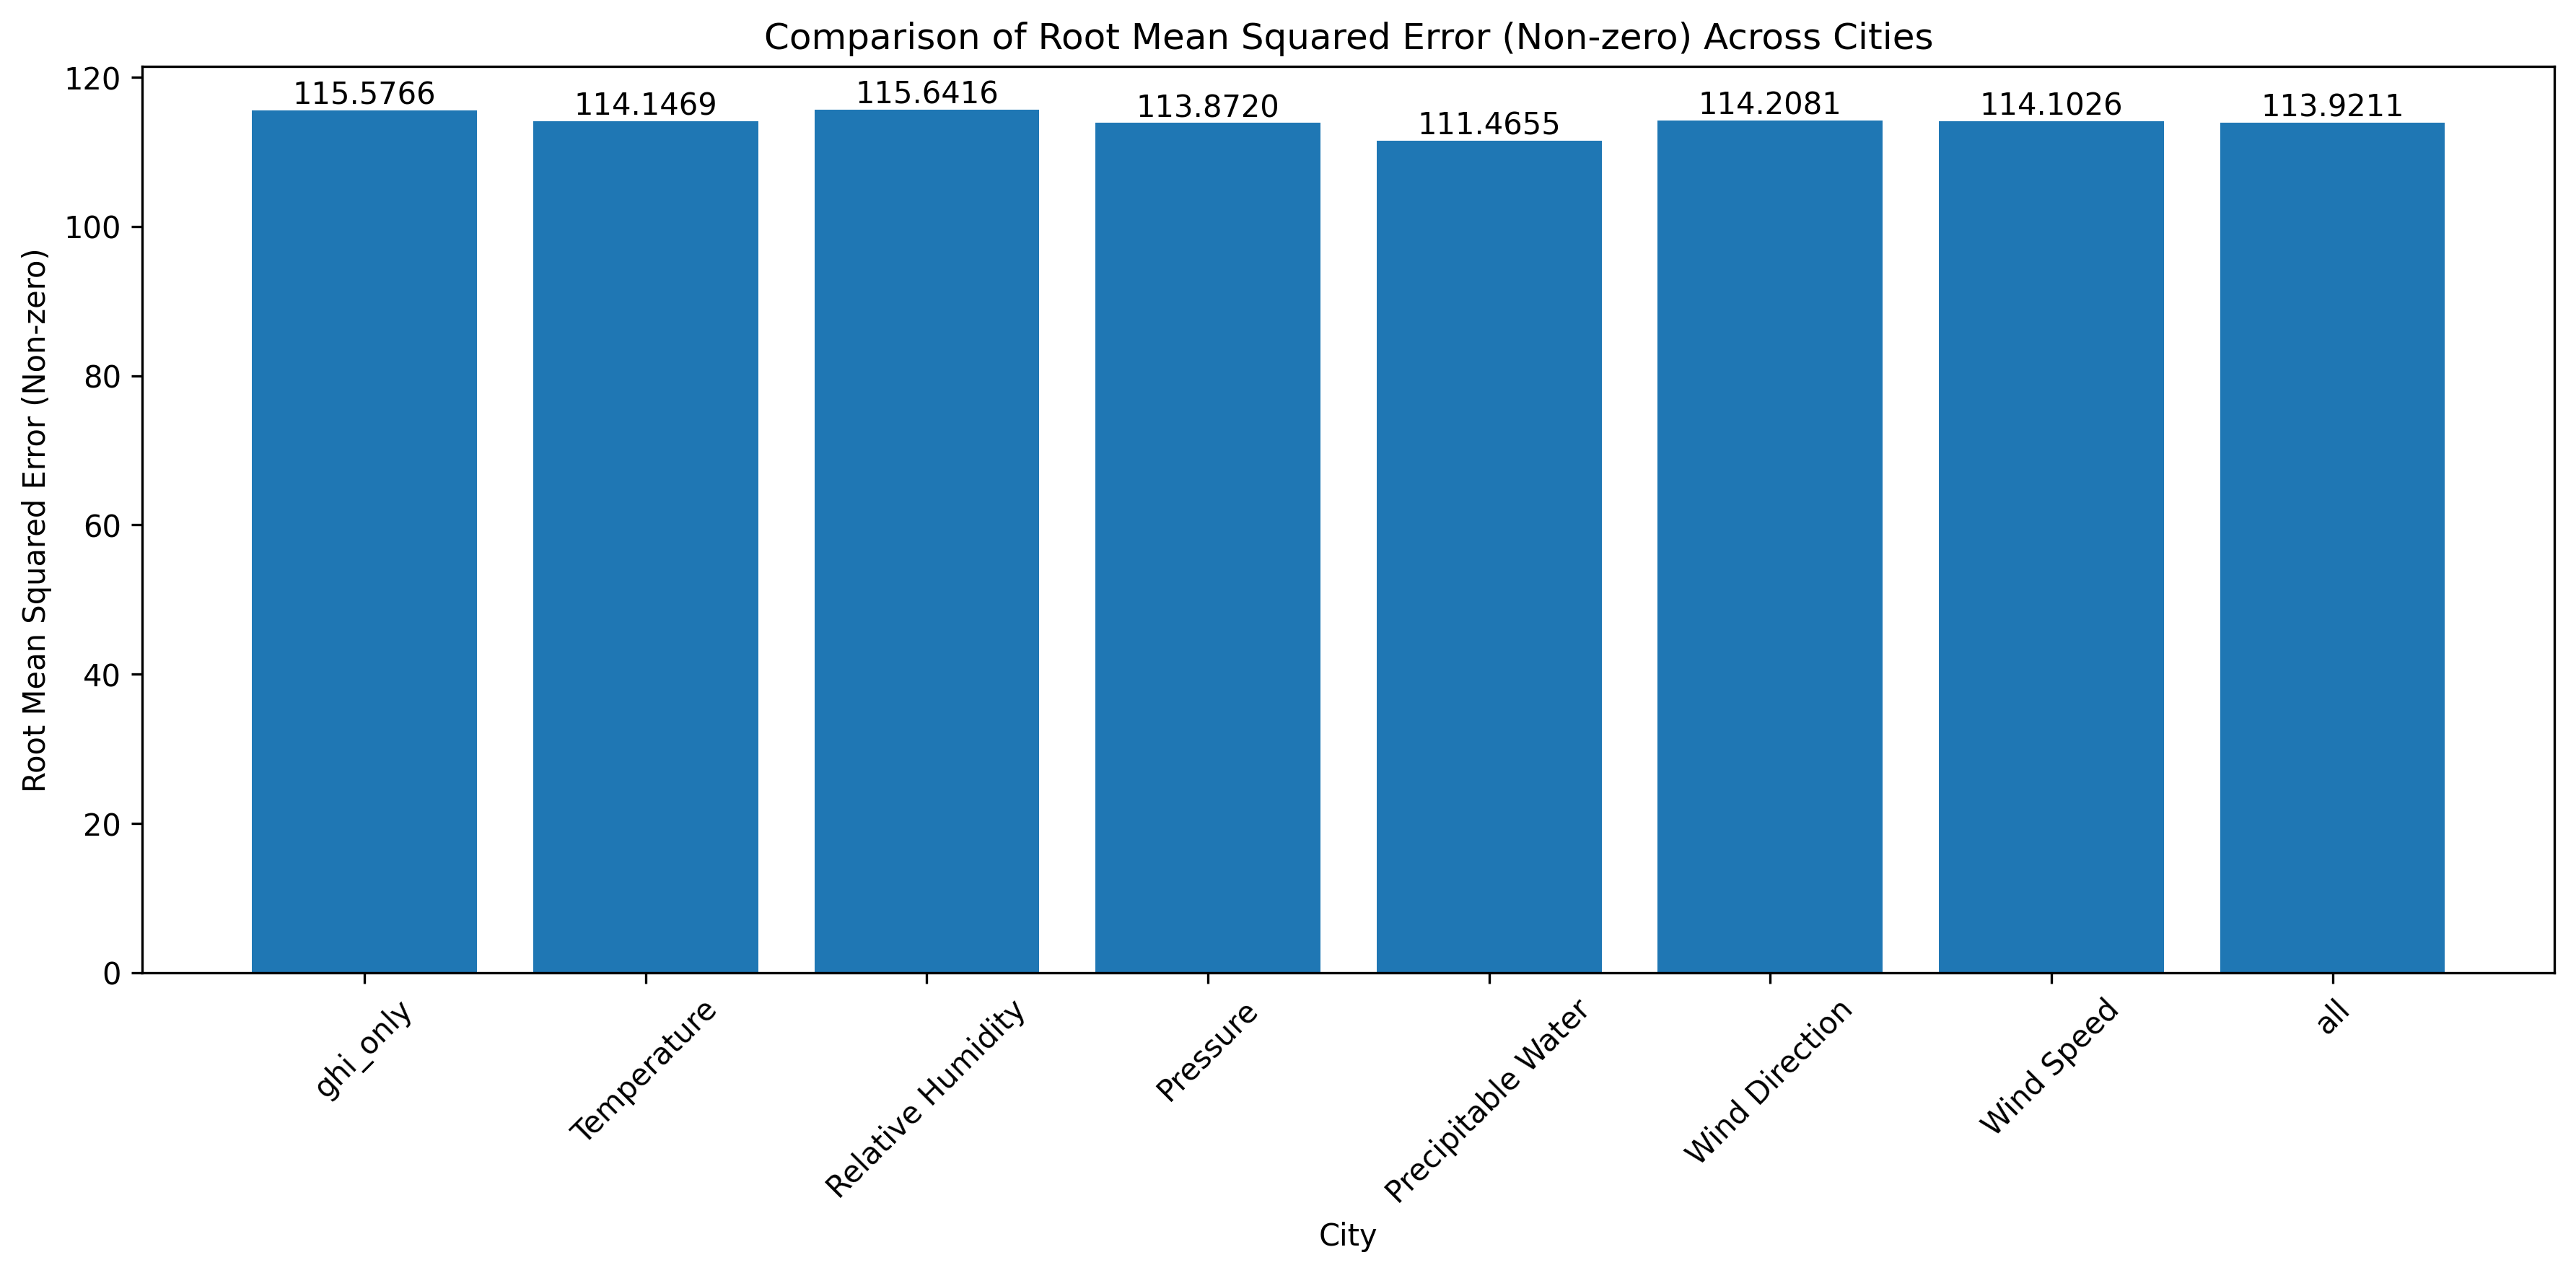 Comparison of Root Mean Squared Error (Non-zero) Across Cities
Root Mean Squared Error (Non-zero)
120
100
80
60
40
20
0
115.5766
114.1469
115.6416
113.8720
111.4655
114.2081
114.1026
113.9211
ghi_only
Temperature
Relative Humidity
Pressure
Precipitable Water
Wind Direction
Wind Speed
all
City